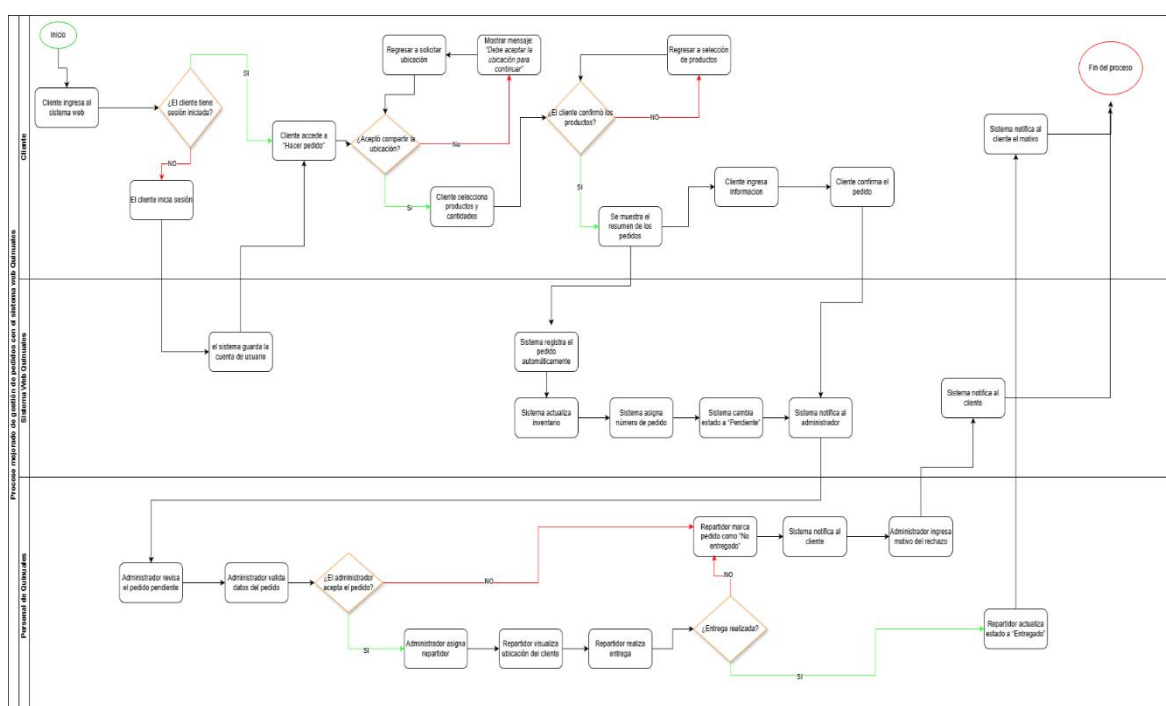 Proceso mejorado de gestión de pedidos con el sistema web Quinuales
Cliente
Inicio
Cliente ingresa al
sistema web
¿El cliente tiene
sesión iniciada?
SI
NO
El cliente inicia sesión
Cliente accede a
"Hacer pedido"
Regresar a solicitar
ubicación
Mostrar mensaje:
"Debe aceptar la
ubicación para
continuar"
¿Aceptó compartir la
ubicación?
No
Si
Cliente selecciona
productos y
cantidades
Regresar a selección
de productos
¿El cliente confirmó los
productos?
NO
SI
Se muestra el
resumen de los
pedidos
Cliente ingresa
Informacion
Cliente confirma el
pedido
Sistema notifica al
cliente el motivo
Fin del proceso
Sistema Web Quinuales
el sistema guarda la
cuenta de usuario
Sistema registra el
pedido
automáticamente
Sistema actualiza
inventario
Sistema asigna
número de pedido
Sistema cambia
estado a "Pendiente"
Sistema notifica al
administrador
Sistema notifica al
cliente
Personal de Quinuales
Administrador revisa
el pedido pendiente
Administrador valida
datos del pedido
¿El administrador
acepta el pedido?
NO
SI
Administrador asigna
repartider
Repartidor visualiza
ubicación del cliente
Repartidor realiza
entrega
¿Entrega realizada?
NO
SI
Repartidor marca
pedido como "No
entregado"
Sistema notifica al
cliente
Administrador ingresa
motivo del rechazo
Repartidor actualiza
estado a "Entregado"